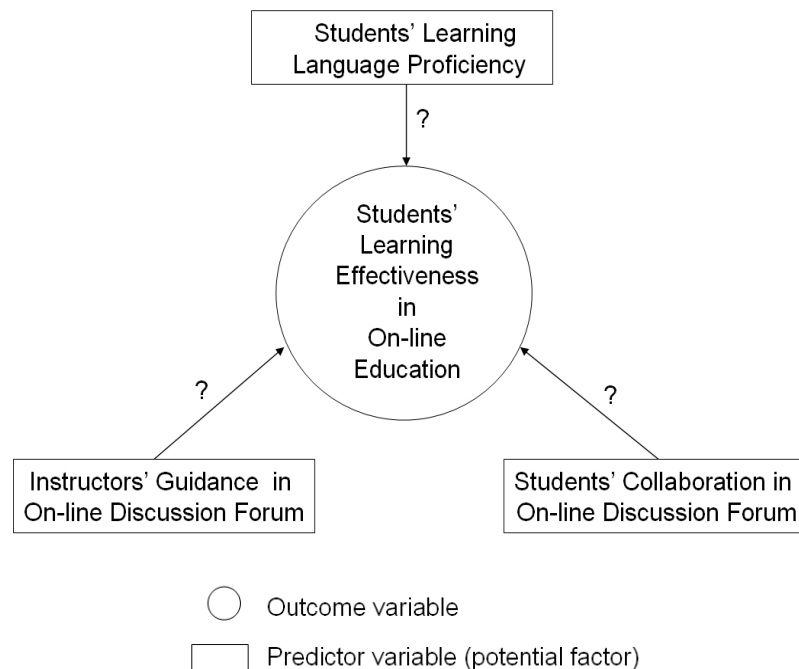 Students' Learning
Language Proficiency
?
Students'
Learning
Effectiveness
in
On-line
Education
?
?
Instructors' Guidance in
On-line Discussion Forum
Students' Collaboration in
On-line Discussion Forum
Outcome variable
Predictor variable (potential factor)